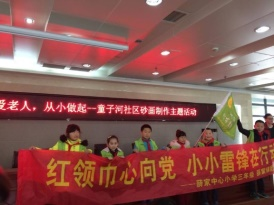 爱老人，从小做起—童子河社区砂画制作主题活动
红领巾心向党 小小雷锋在行动
薛家中心小学三年级